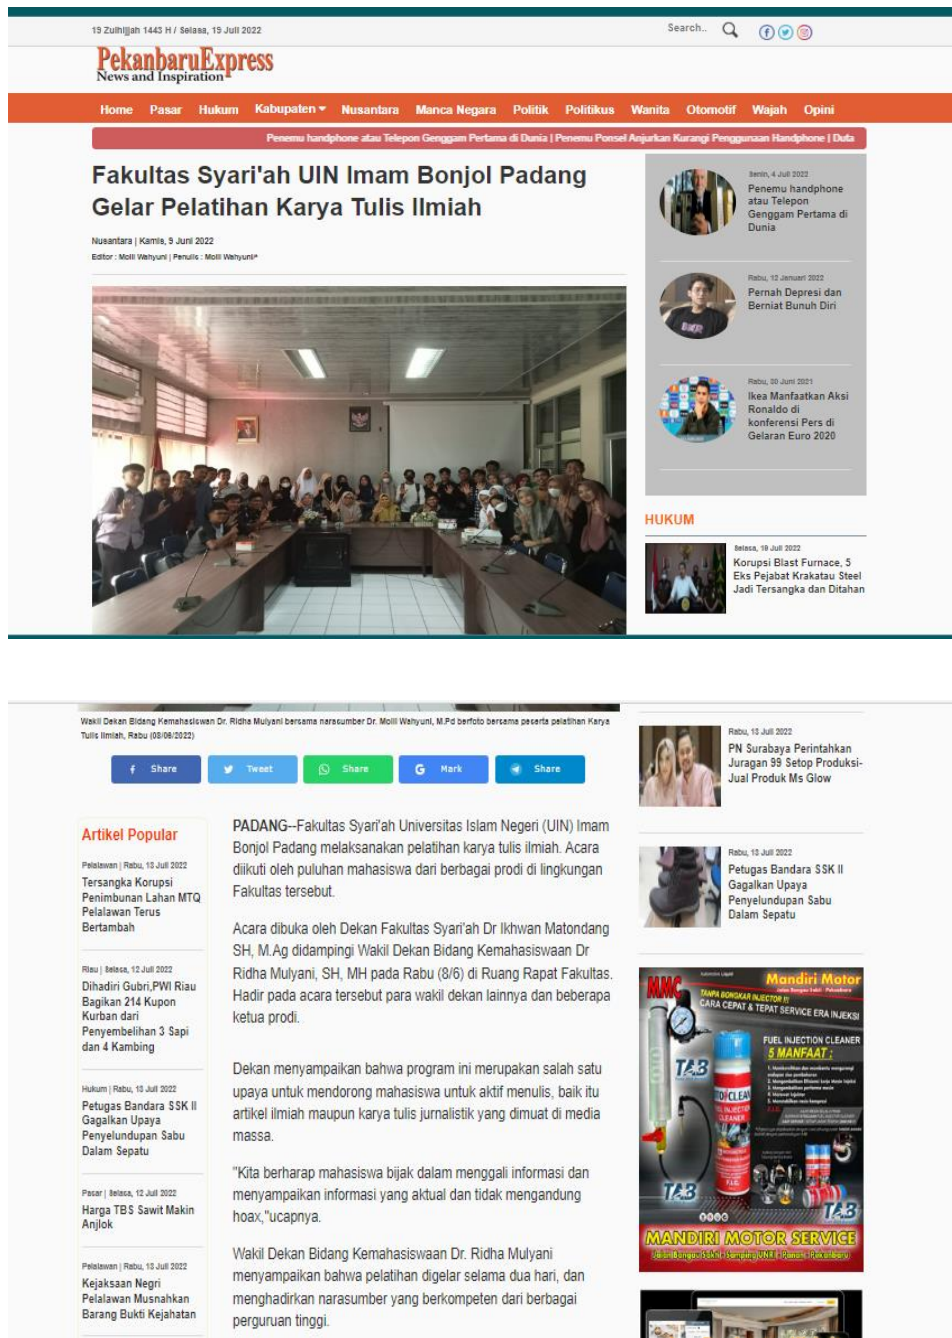 19 Zulhijjah 1443 H / Selasa, 19 Juli 2022
Search..
PekanbaruExpress
News and Inspiration
Home Pasar Hukum Kabupaten Nusantara Manca Negara Politik Politikus Wanita Otomotif Wajah Opini
Penemu handphone atau Telepon Genggam Pertama di Dunia | Penemu Ponsel Anjurkan Kurangi Penggunaan Handphone | Duta
Fakultas Syari'ah UIN Imam Bonjol Padang
Gelar Pelatihan Karya Tulis Ilmiah
Nusantara | Kamis, 9 Juni 2022
Editor : Molli Wahyuni | Penulis : Molli Wahyuni*
Senin, 4 Juli 2022
Penemu handphone
atau Telepon
Genggam Pertama di
Dunia
Rabu, 12 Januari 2022
Pernah Depresi dan
Berniat Bunuh Diri
Rabu, 30 Juni 2021
Ikea Manfaatkan Aksi
Ronaldo di
konferensi Pers di
Gelaran Euro 2020
HUKUM
Selasa, 19 Juli 2022
Korupsi Blast Furnace, 5
Eks Pejabat Krakatau Steel
Jadi Tersangka dan Ditahan
Wakil Dekan Bidang Kemahasiswan Dr. Ridha Mulyani bersama narasumber Dr. Molli Wahyuni, M.Pd berfoto bersama peserta pelatihan Karya
Tulis Ilmiah, Rabu (08/06/2022)
Share
Tweet
Share
Mark
Share
Artikel Popular
Pelalawan | Rabu, 13 Juli 2022
Tersangka Korupsi
Penimbunan Lahan MTQ
Pelalawan Terus
Bertambah
Riau | Selasa, 12 Juli 2022
Dihadiri Gubri,PWI Riau
Bagikan 214 Kupon
Kurban dari
Penyembelihan 3 Sapi
dan 4 Kambing
Hukum | Rabu, 13 Juli 2022
Petugas Bandara SSK II
Gagalkan Upaya
Penyelundupan Sabu
Dalam Sepatu
Pasar | Selasa, 12 Juli 2022
Harga TBS Sawit Makin
Anjlok
Pelalawan | Rabu, 13 Juli 2022
Kejaksaan Negri
Pelalawan Musnahkan
Barang Bukti Kejahatan
PADANG--Fakultas Syari'ah Universitas Islam Negeri (UIN) Imam
Bonjol Padang melaksanakan pelatihan karya tulis ilmiah. Acara
diikuti oleh puluhan mahasiswa dari berbagai prodi di lingkungan
Fakultas tersebut.
Acara dibuka oleh Dekan Fakultas Syari'ah Dr Ikhwan Matondang
SH, M.Ag didampingi Wakil Dekan Bidang Kemahasiswaan Dr
Ridha Mulyani, SH, MH pada Rabu (8/6) di Ruang Rapat Fakultas.
Hadir pada acara tersebut para wakil dekan lainnya dan beberapa
ketua prodi.
Dekan menyampaikan bahwa program ini merupakan salah satu
upaya untuk mendorong mahasiswa untuk aktif menulis, baik itu
artikel ilmiah maupun karya tulis jurnalistik yang dimuat di media
massa.
"Kita berharap mahasiswa bijak dalam menggali informasi dan
menyampaikan informasi yang aktual dan tidak mengandung
hoax,"ucapnya.
Wakil Dekan Bidang Kemahasiswaan Dr. Ridha Mulyani
menyampaikan bahwa pelatihan digelar selama dua hari, dan
menghadirkan narasumber yang berkompeten dari berbagai
perguruan tinggi.
Rabu, 13 Juli 2022
PN Surabaya Perintahkan
Juragan 99 Setop Produksi-
Jual Produk Ms Glow
Rabu, 13 Juli 2022
Petugas Bandara SSK II
Gagalkan Upaya
Penyelundupan Sabu
Dalam Sepatu
MMC
Mandiri Motor
TANPA BONGKAR INJECTOR !!!
CARA CEPAT & TEPAT SERVICE ERA INJEKSI
FUEL INJECTION CLEANER
5 MANFAAT :
TAB
TAB
TAB
MANDIRI MOTOR SERVICE
Jalan Bangau Sakti - Samping UNRI - Panam - Pekanbaru